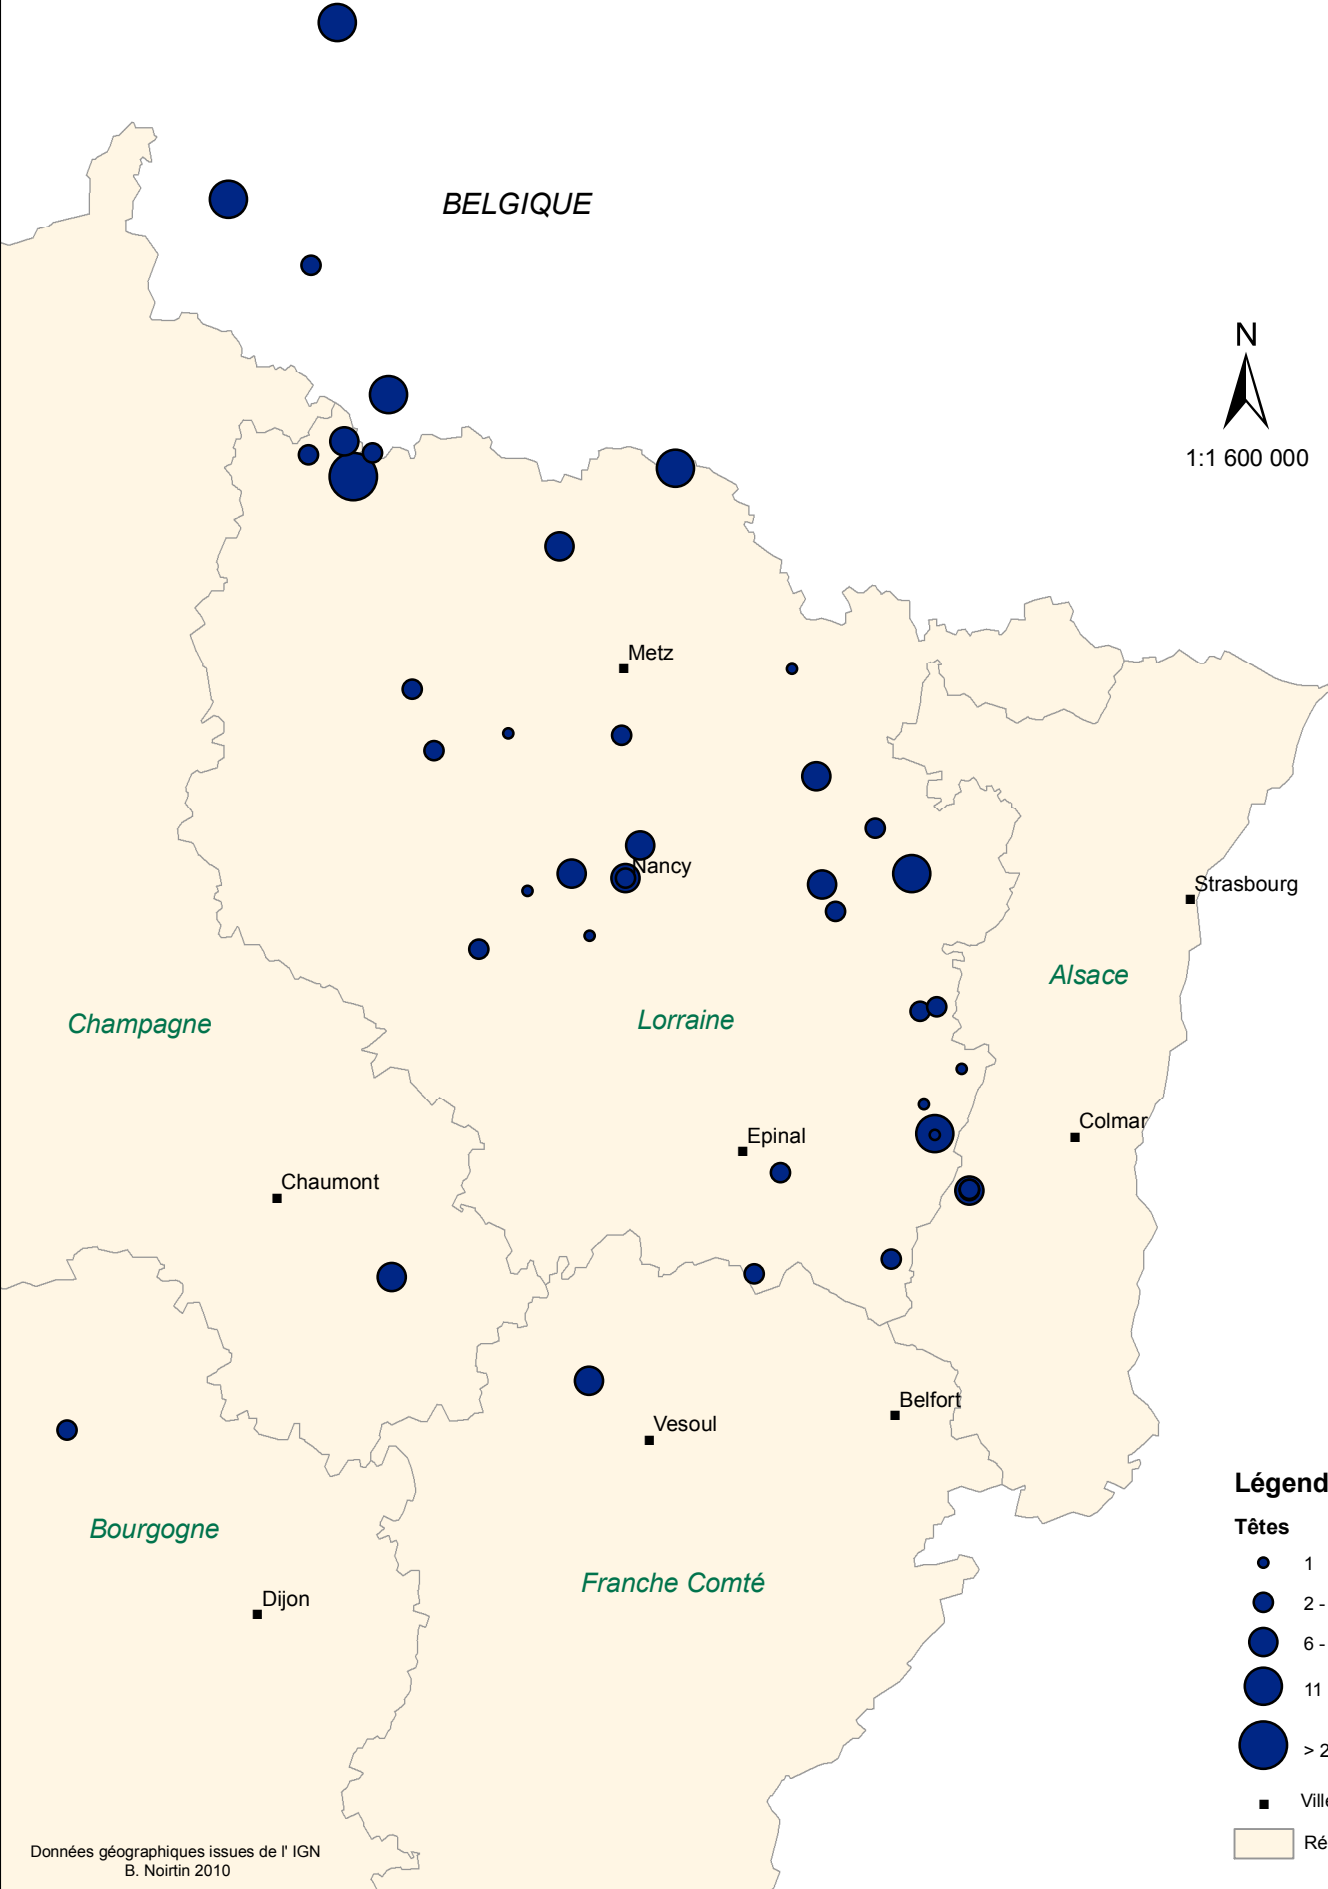 BELGIQUE
N
1:1 600 000
Metz
Nancy
Strasbourg
Alsace
Champagne
Lorraine
Colmar
Epinal
Chaumont
Belfort
Vesoul
Légend
Têtes
1
2 -
6 -
11
> 2
Ville
Ré
Bourgogne
Franche Comté
Dijon
Données géographiques issues de l' IGN
B. Noirtin 2010